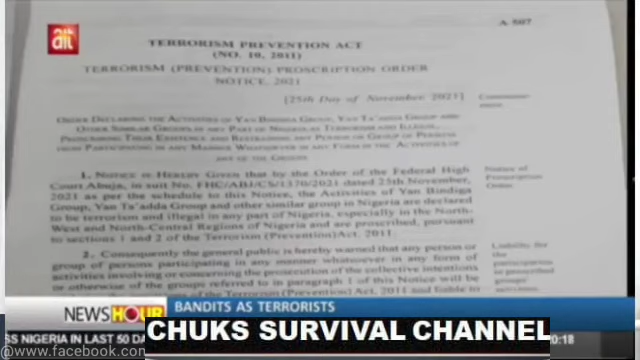 A 507
ait
TERRORISM PREVENTION ACT
(NO. 10, 2011)
TERRORISM (PREVENTION) PROSCRIPTION ORDER
NOTICE, 2021
[25th Day of November 2021]
ORDER DECLARING THE ACTIVITIES OF YAN BINDIGA GROUP, YAN TA'ADDA GROUP AND
OTHER SIMILAR GROUPS IN ANY PART OF NIGERIA AS TERRORISM AND ILLEGAL,
PROSCRIBING THEIR EXISTENCE AND RESTRAINING ANY PERSON OR GROUP OF PERSONS
FROM PARTICIPATING IN ANY MANNER WHATSOEVER IN ANY FORM IN THE ACTIVITIES OF
ANY OF THE GROUPS
1. NOTICE IS HEREBY GIVEN that by the Order of the Federal High
Court Abuja, in suit No. FHC/ABJ/CS/1370/2021 dated 25th November,
2021 as per the schedule to this Notice, the Activities of Yan Bindiga
Group, Yan Ta'adda Group and other similar group in Nigeria are declared
to be terrorism and illegal in any part of Nigeria, especially in the North-
West and North-Central Regions of Nigeria and are proscribed, pursuant
to sections 1 and 2 of the Terrorism (Prevention) Act, 2011.
Notice of
Proscription
Order.
2. Consequently the general public is hereby warned that any person or
group of persons participating in any manner whatsoever in any form of
activities involving or concerning the prosecution of the collective intentions
or otherwise of the groups referred to in paragraph 1 of this Notice will be
of the Terrorism (Prevention) Act, 2011 and liable to
Liability for
the
participation
in proscribed
groups'
NEWS HOUR
BANDITS AS TERRORISTS
CHUKS SURVIVAL CHANNEL
SS NIGERIA IN LAST 50 DA
0:18
@www.facebook.com